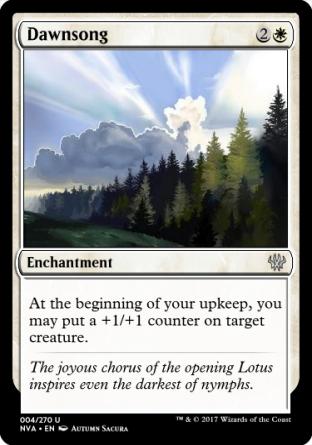 Dawnsong 2
Enchantment
At the beginning of your upkeep, you
may put a +1/+1 counter on target
creature.
The joyous chorus of the opening Lotus
inspires even the darkest of nymphs.
004/270 U
NVA • EN Autumn Sacura
™ & © 2017 Wizards of the Coast